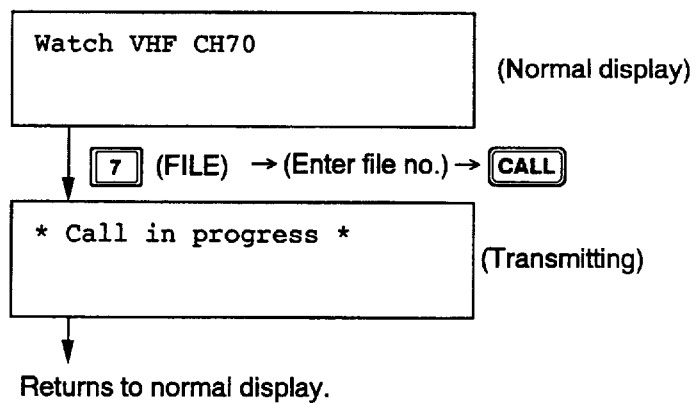 Watch VHF CH70
(Normal display)
7 (FILE) → (Enter file no.) → CALL
* Call in progress *
(Transmitting)
Returns to normal display.